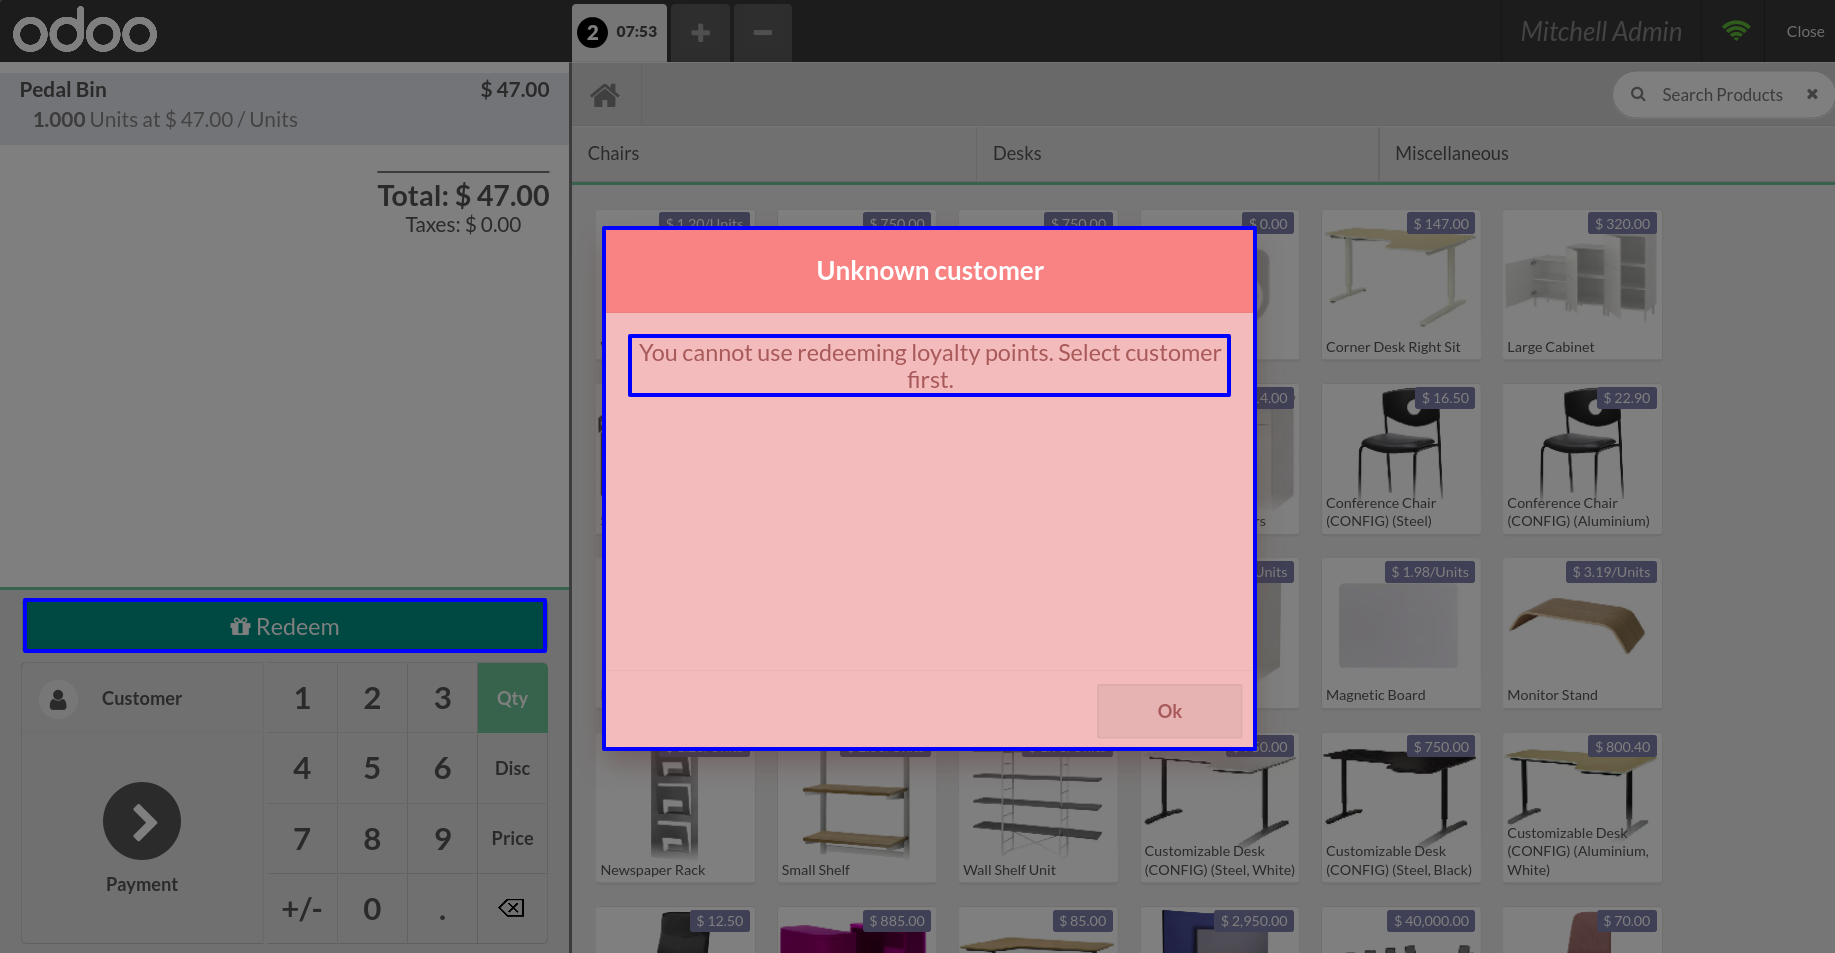 odoo
2 07:53
Mitchell Admin
Close
Pedal Bin $ 47.00
1.000 Units at $ 47.00 / Units
Total: $ 47.00
Taxes: $ 0.00
Search Products
Chairs
Desks
Miscellaneous
$ 1.20/Units
$ 750.00
$ 750.00
$ 0.00
$ 147.00
Corner Desk Right Sit
$ 320.00
Large Cabinet
Unknown customer
You cannot use redeeming loyalty points. Select customer
first.
Ok
$ 16.50
Conference Chair
(CONFIG) (Steel)
$ 22.90
Conference Chair
(CONFIG) (Aluminium)
$ 1.98/Units
Magnetic Board
$ 3.19/Units
Monitor Stand
Newspaper Rack
Small Shelf
Wall Shelf Unit
Customizable Desk
(CONFIG) (Steel, White)
$ 750.00
Customizable Desk
(CONFIG) (Steel, Black)
$ 800.40
Customizable Desk
(CONFIG) (Aluminium,
White)
$ 12.50
$ 885.00
$ 85.00
$ 2,950.00
$ 40,000.00
$ 70.00
Redeem
Customer
Payment
1 2 3 Qty
4 5 6 Disc
7 8 9 Price
+/- 0 .